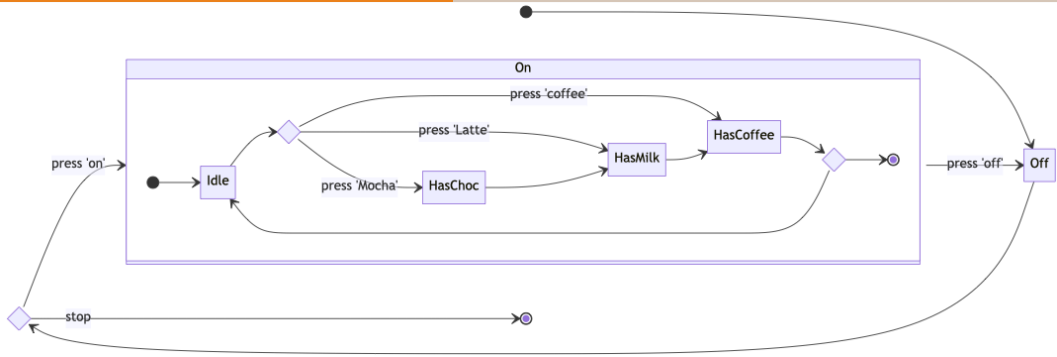 On
press 'coffee'
press 'Latte'
HasCoffee
HasMilk
press 'on'
press 'off'
Off
Idle
press 'Mocha'
HasChoc
stop